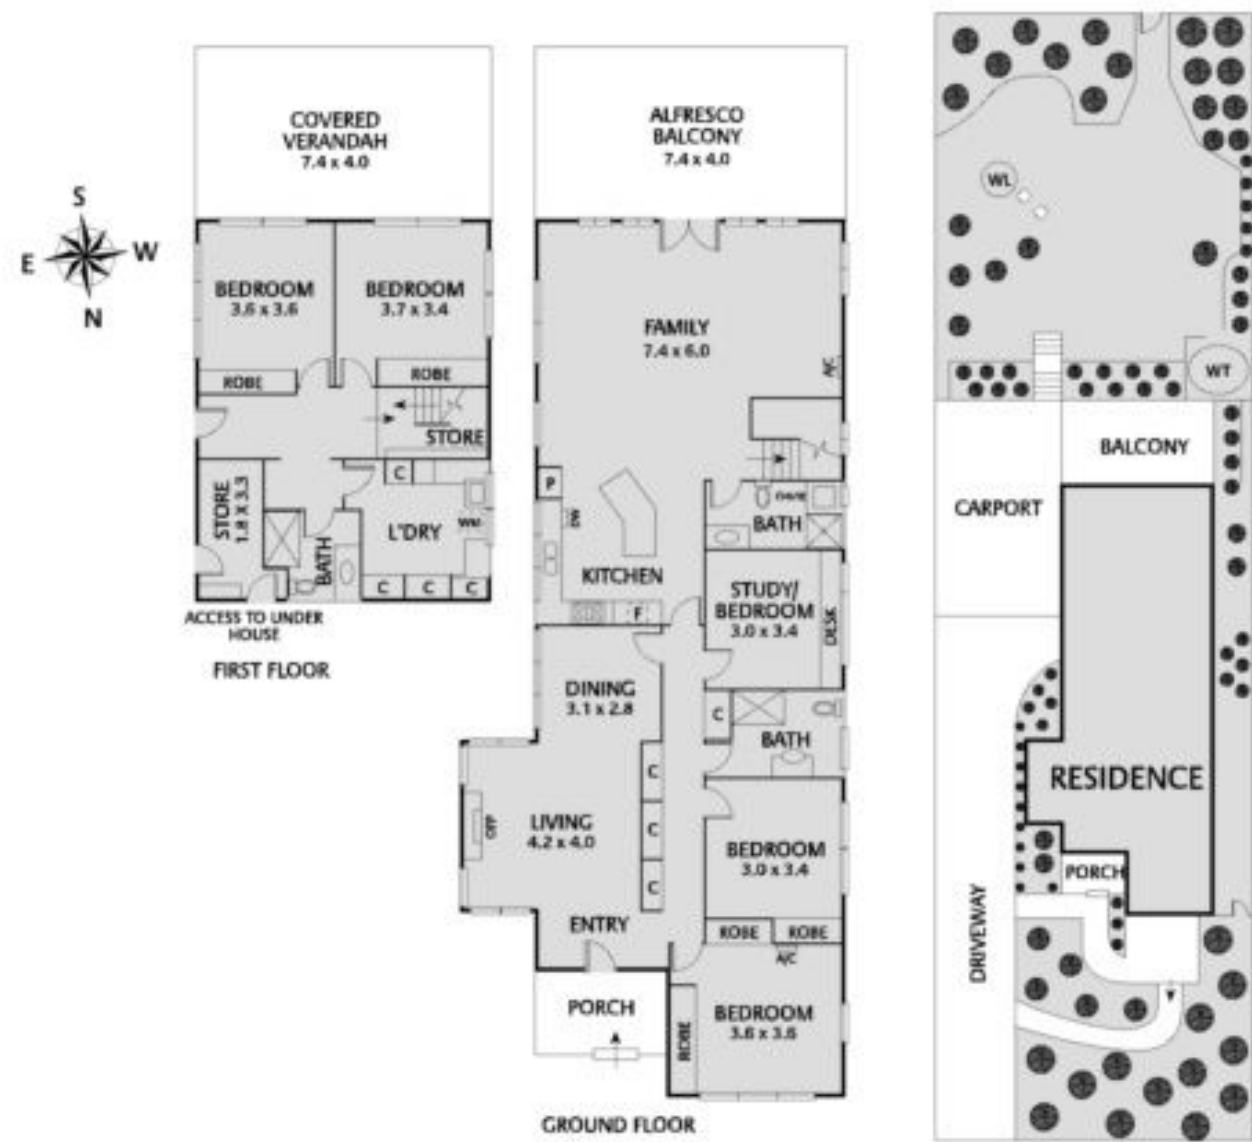 S
E
W
N
COVERED
VERANDAH
7.4 x 4.0
BEDROOM
3.6 x 3.6
BEDROOM
3.7 x 3.4
ROBE
ROBE
STORE
STORE
1.8 x 3.3
C
WM
L'DRY
BATH
C
C
C
ACCESS TO UNDER
HOUSE
FIRST FLOOR
ALFRESCO
BALCONY
7.4 x 4.0
FAMILY
7.4 x 6.0
A/C
P
DW
KITCHEN
F
BATH
STUDY/
BEDROOM
3.0 x 3.4
DESK
DINING
3.1 x 2.8
C
BATH
C
C
C
LIVING
4.2 x 4.0
OFP
BEDROOM
3.0 x 3.4
ENTRY
ROBE
ROBE
A/C
PORCH
BEDROOM
3.6 x 3.6
ROBE
GROUND FLOOR
WL
WT
BALCONY
CARPORT
RESIDENCE
PORCH
DRIVEWAY